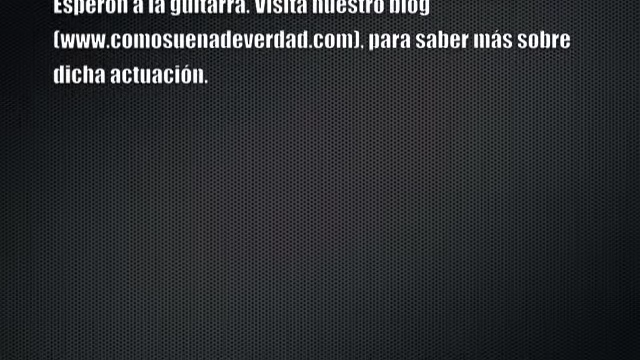 Esperón a la guitarra. Visita nuestro blog
(www.comosuenadeverdad.com), para saber más sobre
dicha actuación.